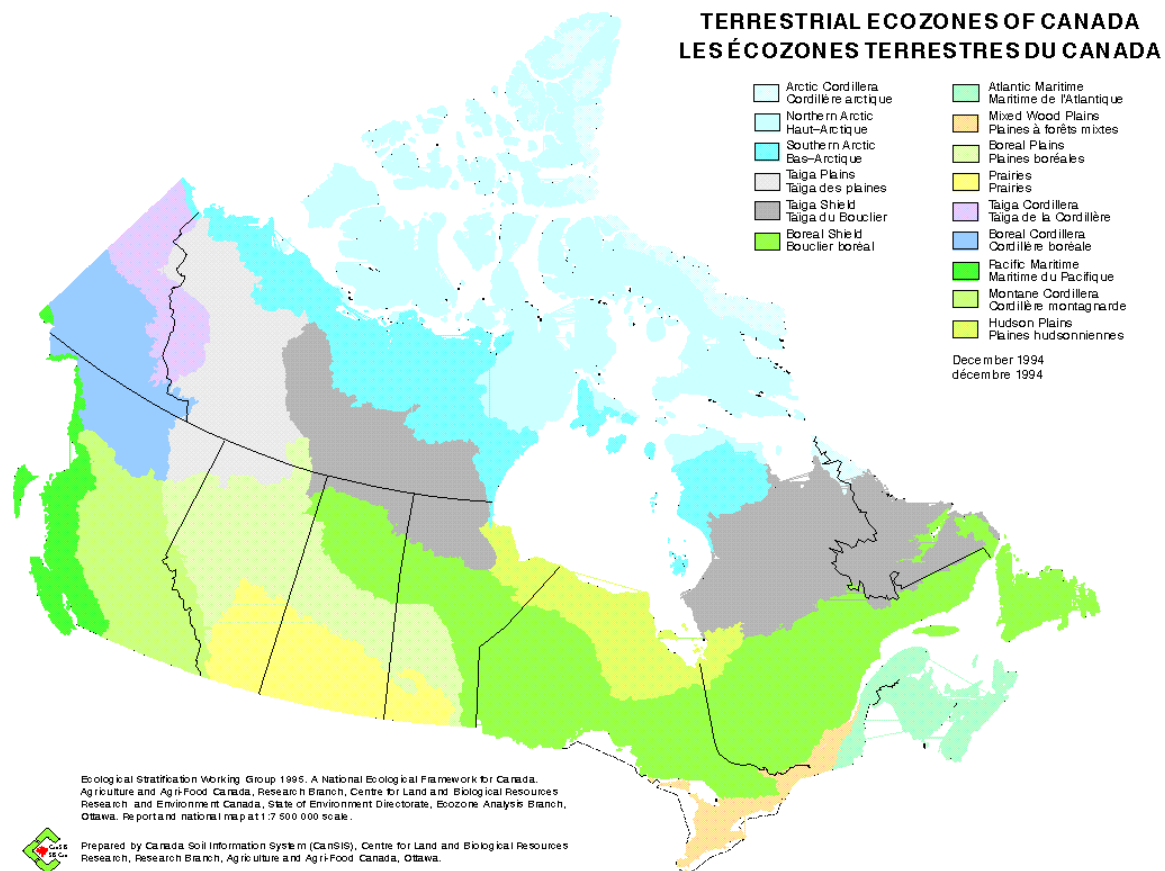 TERRESTRIAL ECOZONES OF CANADA
LES ÉCOZONES TERRESTRES DU CANADA
Arctic Cordillera
Cordillère arctique
Northern Arctic
Haut-Arctique
Southern Arctic
Bas-Arctique
Taiga Plains
Taïga des plaines
Taiga Shield
Taïga du Bouclier
Boreal Shield
Bouclier boréal
Atlantic Maritime
Maritime de l'Atlantique
Mixed Wood Plains
Plaines à forêts mixtes
Boreal Plains
Plaines boréales
Prairies
Prairies
Taiga Cordillera
Taïga de la Cordillère
Boreal Cordillera
Cordillère boréale
Pacific Maritime
Maritime du Pacifique
Montane Cordillera
Cordillère montagnarde
Hudson Plains
Plaines hudsonniennes
December 1994
décembre 1994
Ecological Stratification Working Group 1995. A National Ecological Framework for Canada.
Agriculture and Agri-Food Canada, Research Branch, Centre for Land and Biological Resources
Research and Environment Canada, State of Environment Directorate, Ecozone Analysis Branch,
Ottawa. Report and national map at 1:7 500 000 scale.
CanSIS
SISCan
Prepared by Canada Soil Information System (CanSIS), Centre for Land and Biological Resources
Research, Research Branch, Agriculture and Agri-Food Canada, Ottawa.